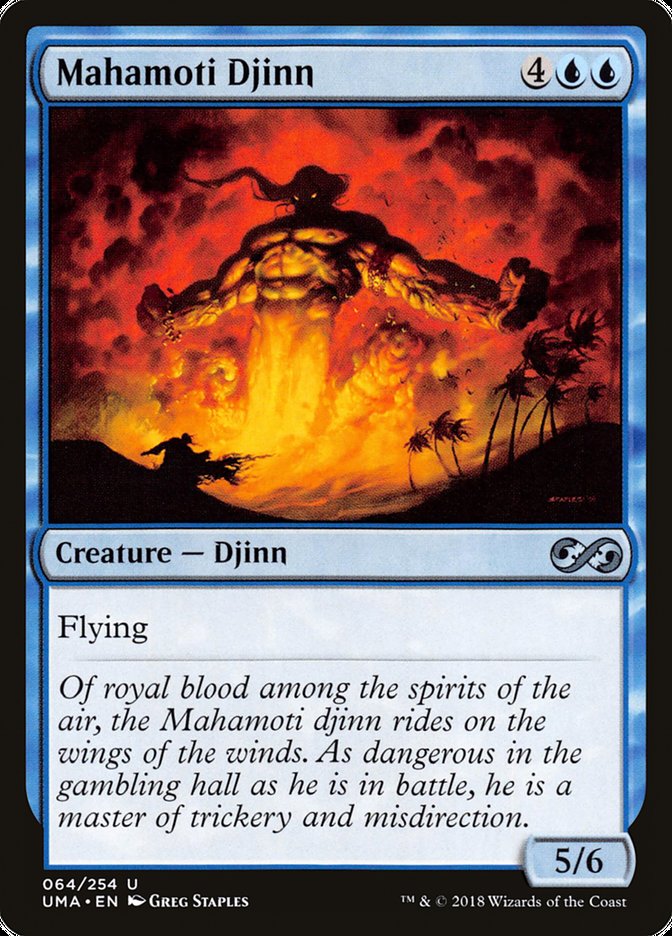 Mahamoti Djinn 4
Creature — Djinn
Flying
Of royal blood among the spirits of the
air, the Mahamoti djinn rides on the
wings of the winds. As dangerous in the
gambling hall as he is in battle, he is a
master of trickery and misdirection.
5/6
064/254 U
UMA • EN Greg Staples
™ & © 2018 Wizards of the Coast